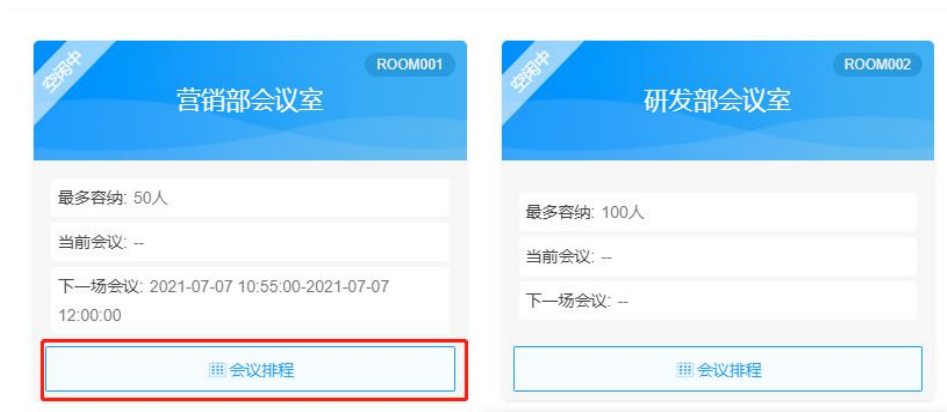 空闲中
ROOM001
营销部会议室
最多容纳: 50人
当前会议: --
下一场会议: 2021-07-07 10:55:00-2021-07-07
12:00:00
会议排程
空闲中
ROOM002
研发部会议室
最多容纳: 100人
当前会议: --
下一场会议: --
会议排程